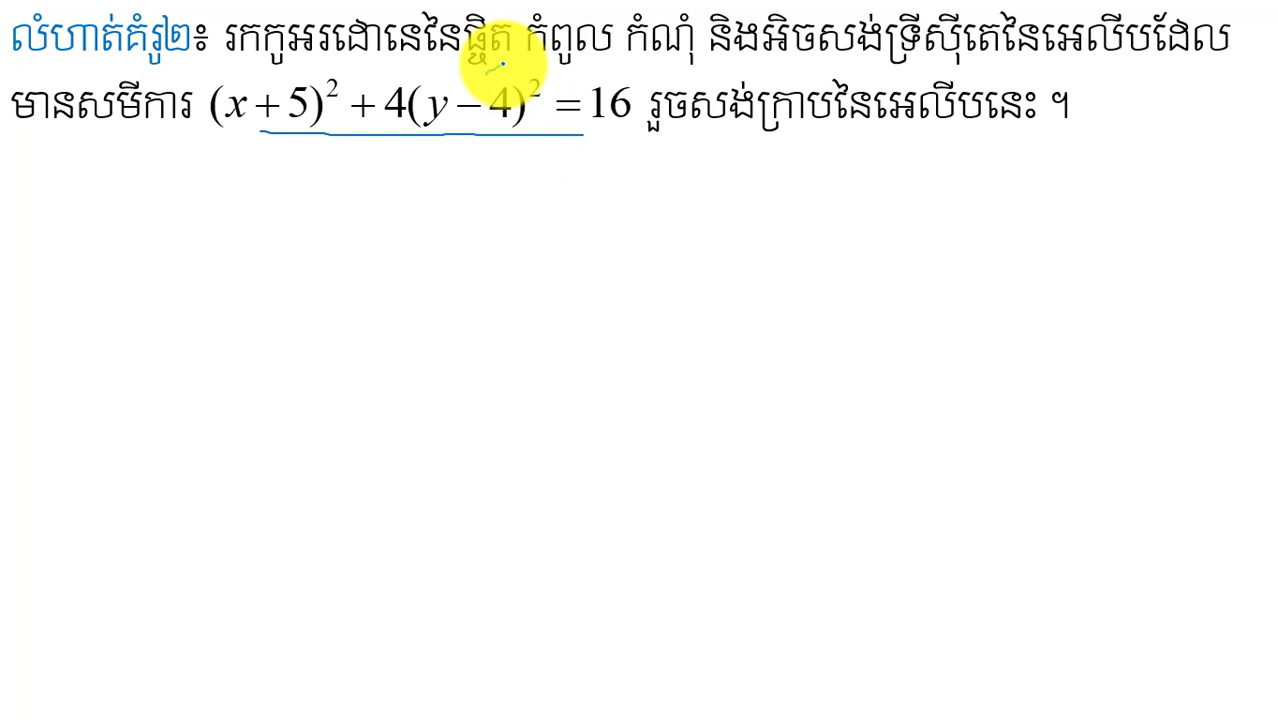 លំហាត់គំរូ២៖ រកកូអរដោនេនៃផ្ចិត កំពូល កំណុំ និងអិចសង់ទ្រីស៊ីតេនៃអេលីបដែល
មានសមីការ (x + 5)² + 4(y − 4)² = 16 រួចសង់ក្រាបនៃអេលីបនេះ ។